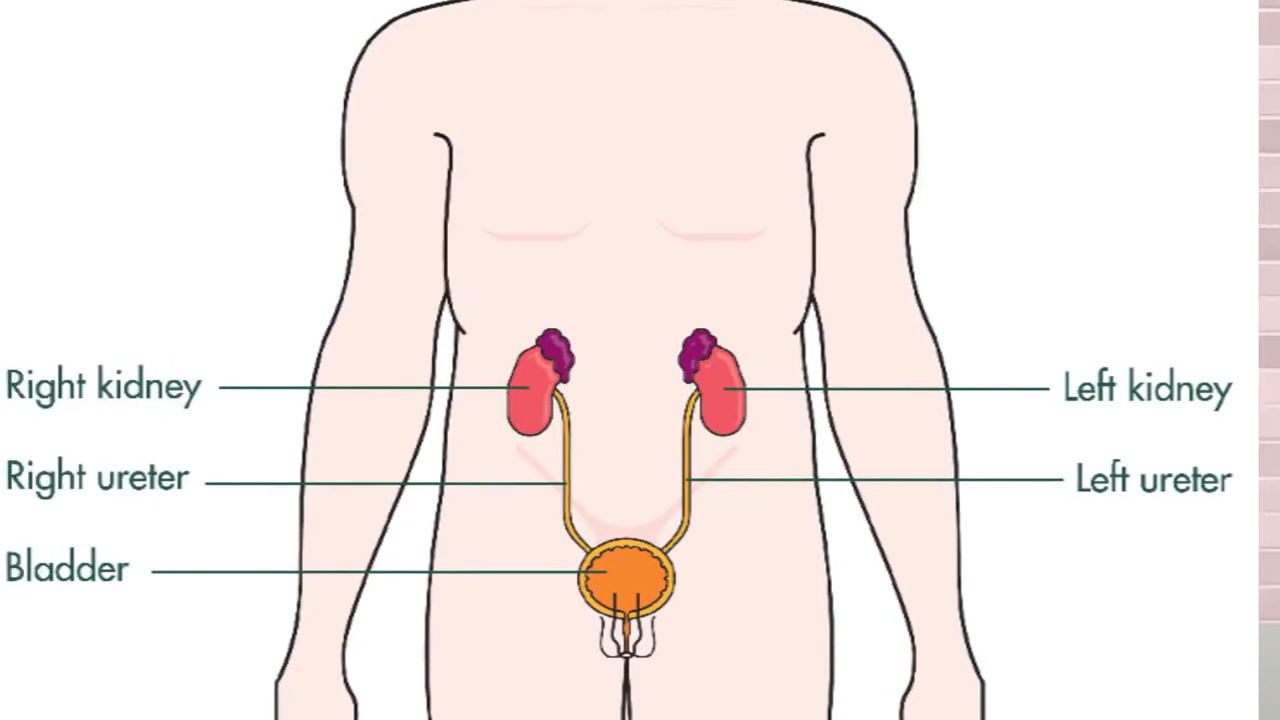 Right kidney
Left kidney
Right ureter
Left ureter
Bladder